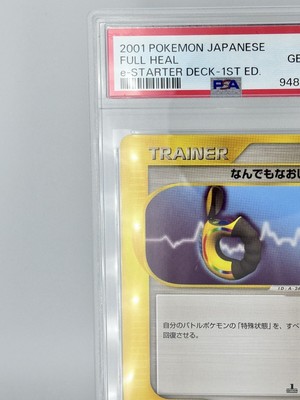 2001 POKEMON JAPANESE
FULL HEAL
GE
e-STARTER DECK-1ST ED.
PSA
948
TRAINER
なんでもなおし
自分のバトルポケモンの「特殊状態」を、すべ
回復させる。
1